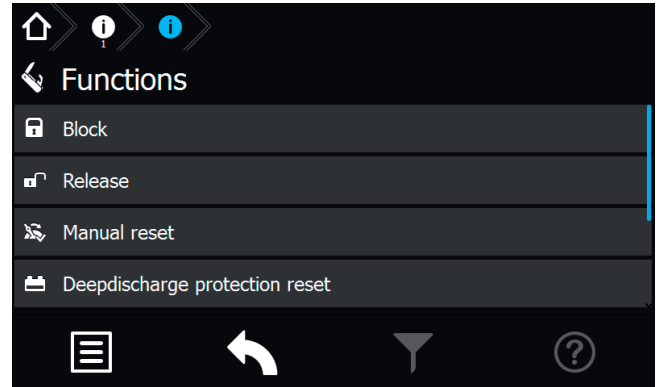 1
Functions
Block
Release
Manual reset
Deepdischarge protection reset